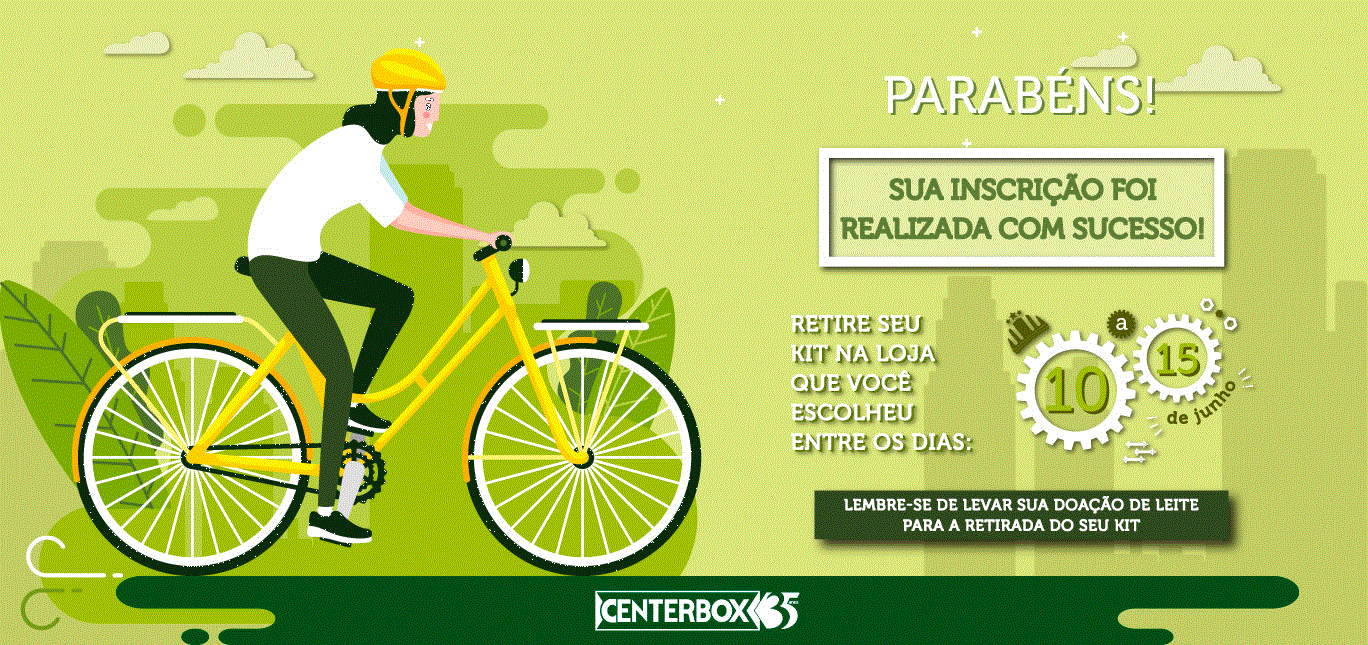 PARABÉNS!
SUA INSCRIÇÃO FOI
REALIZADA COM SUCESSO!
RETIRE SEU
KIT NA LOJA
QUE VOCÊ
ESCOLHEU
ENTRE OS DIAS:
10
a
15
de junho
LEMBRE-SE DE LEVAR SUA DOAÇÃO DE LEITE
PARA A RETIRADA DO SEU KIT
CENTERBOX 35